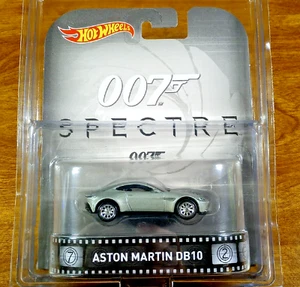 Hot Wheels
007
SPECTRE
007
7 ASTON MARTIN DB10 2